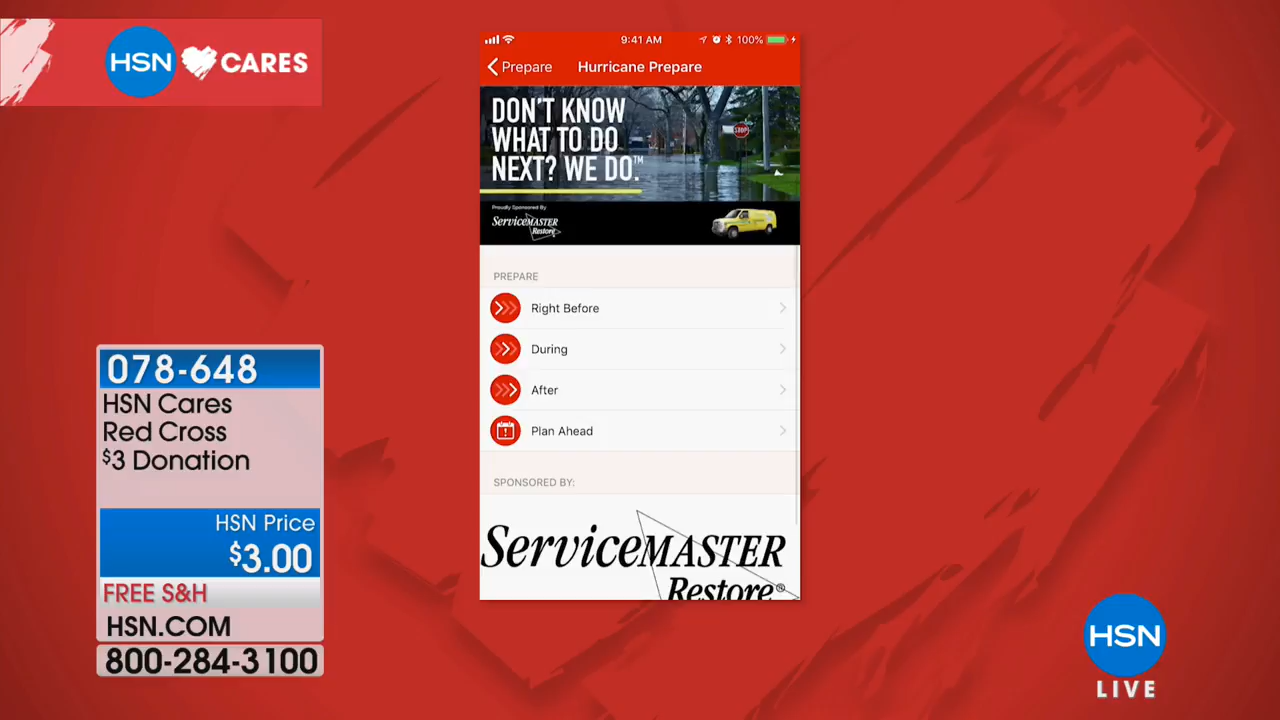 HSN CARES
9:41 AM
100%
Prepare
Hurricane Prepare
DON'T KNOW
WHAT TO DO
NEXT? WE DO.™
STOP
Proudly Sponsored By
ServiceMASTER
Restore
PREPARE
Right Before
During
After
Plan Ahead
SPONSORED BY:
ServiceMASTER
Restore®
078-648
HSN Cares
Red Cross
$3 Donation
HSN Price
$3.00
FREE S&H
HSN.COM
800-284-3100
HSN
LIVE